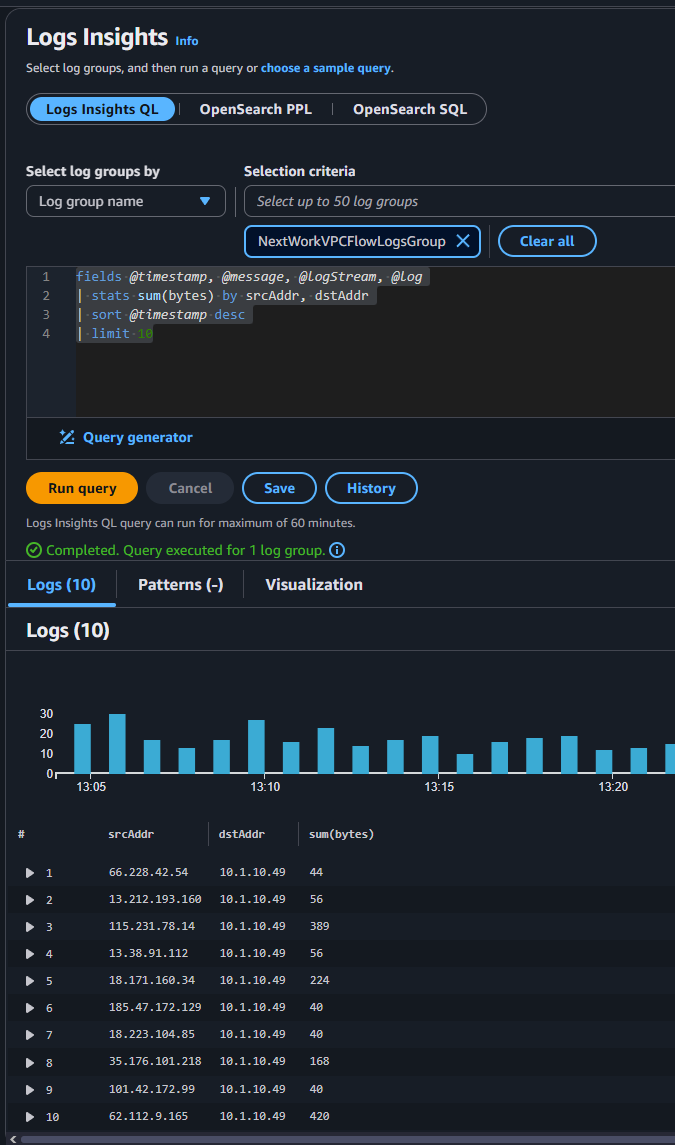 Logs Insights Info
Select log groups, and then run a query or choose a sample query.
Logs Insights QL OpenSearch PPL OpenSearch SQL
Select log groups by Selection criteria
Log group name Select up to 50 log groups
NextWorkVPCFlowLogsGroup Clear all
1 fields @timestamp, @message, @logStream, @log
2 | stats sum(bytes) by srcAddr, dstAddr
3 | sort @timestamp desc
4 | limit 10
Query generator
Run query Cancel Save History
Logs Insights QL query can run for maximum of 60 minutes.
Completed. Query executed for 1 log group.
Logs (10) Patterns (-) Visualization
Logs (10)
30
20
10
0
13:05 13:10 13:15 13:20
# srcAddr dstAddr sum(bytes)
1 66.228.42.54 10.1.10.49 44
2 13.212.193.160 10.1.10.49 56
3 115.231.78.14 10.1.10.49 389
4 13.38.91.112 10.1.10.49 56
5 18.171.160.34 10.1.10.49 224
6 185.47.172.129 10.1.10.49 40
7 18.223.104.85 10.1.10.49 40
8 35.176.101.218 10.1.10.49 168
9 101.42.172.99 10.1.10.49 40
10 62.112.9.165 10.1.10.49 420